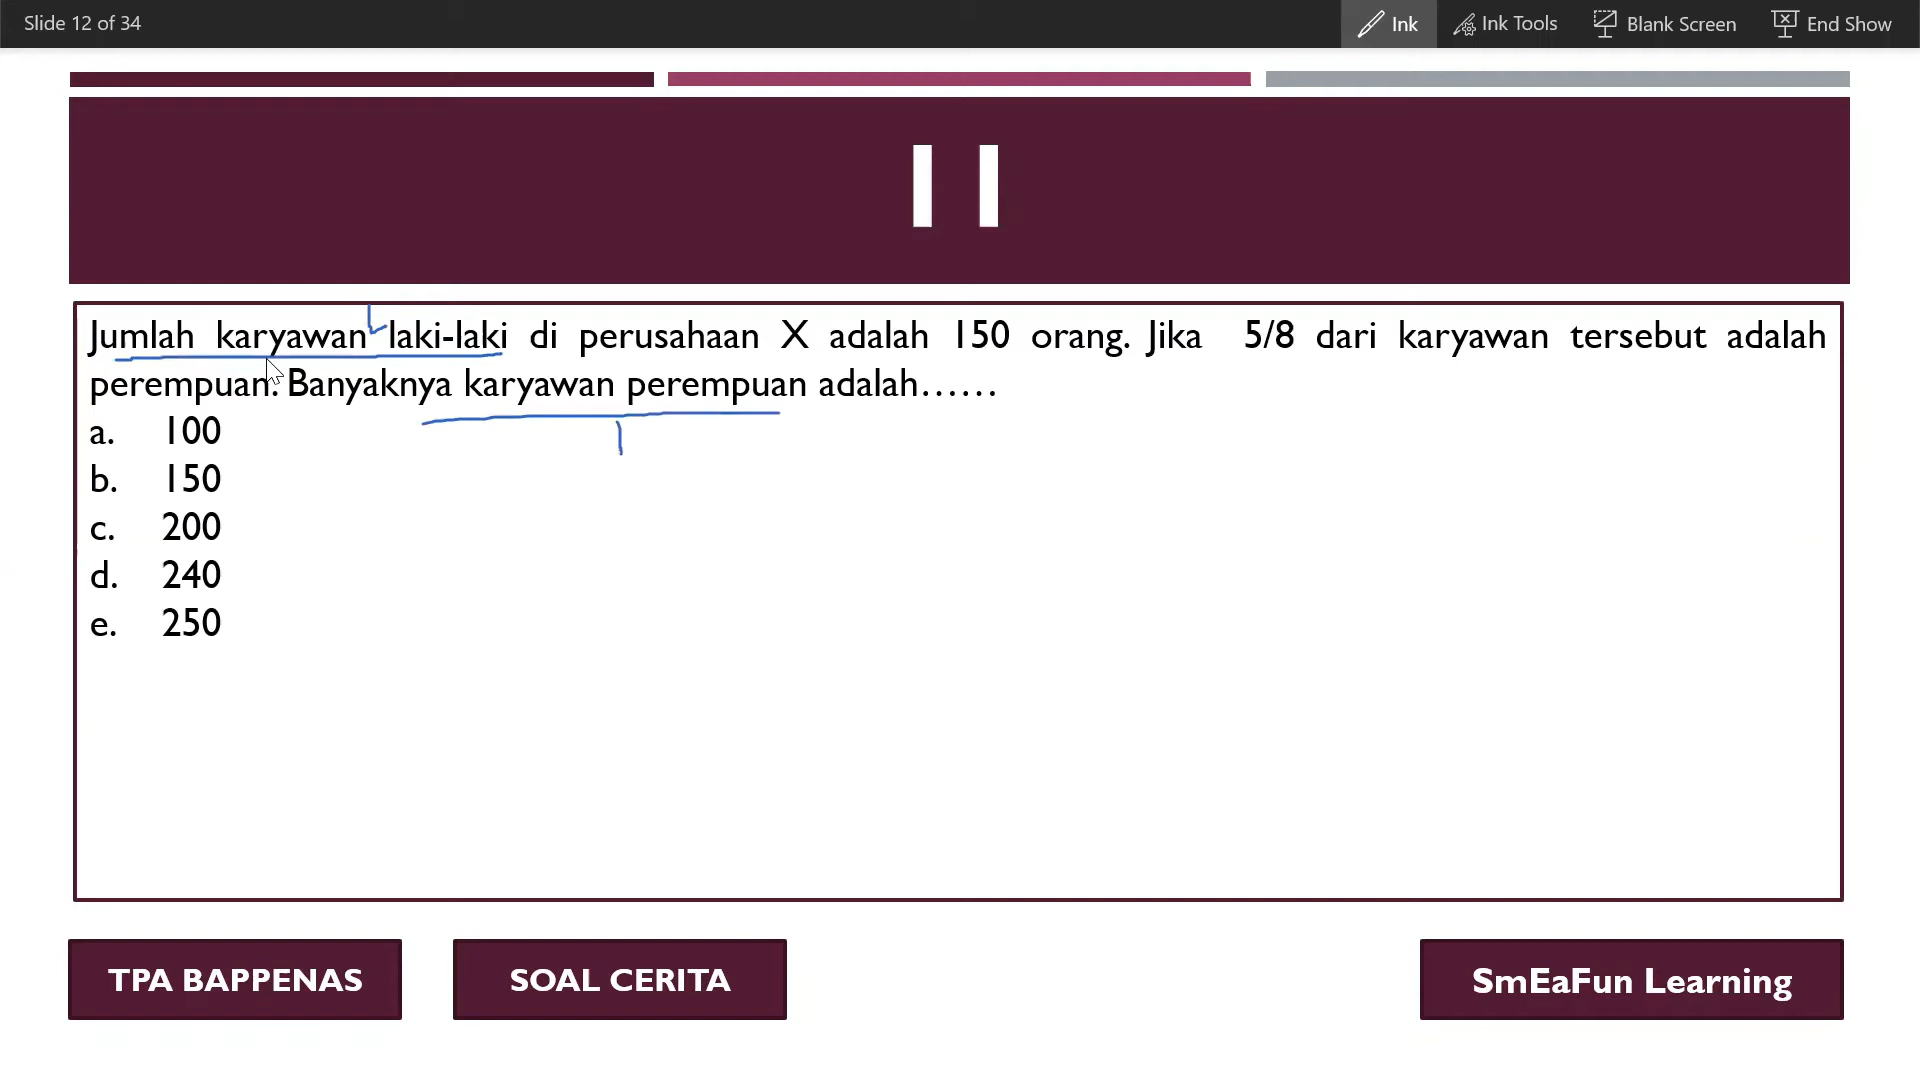 Slide 12 of 34
Ink
Ink Tools
Blank Screen
End Show
11
Jumlah karyawan laki-laki di perusahaan X adalah 150 orang. Jika 5/8 dari karyawan tersebut adalah
perempuan. Banyaknya karyawan perempuan adalah……
a. 100
b. 150
c. 200
d. 240
e. 250
TPA BAPPENAS
SOAL CERITA
SmEaFun Learning